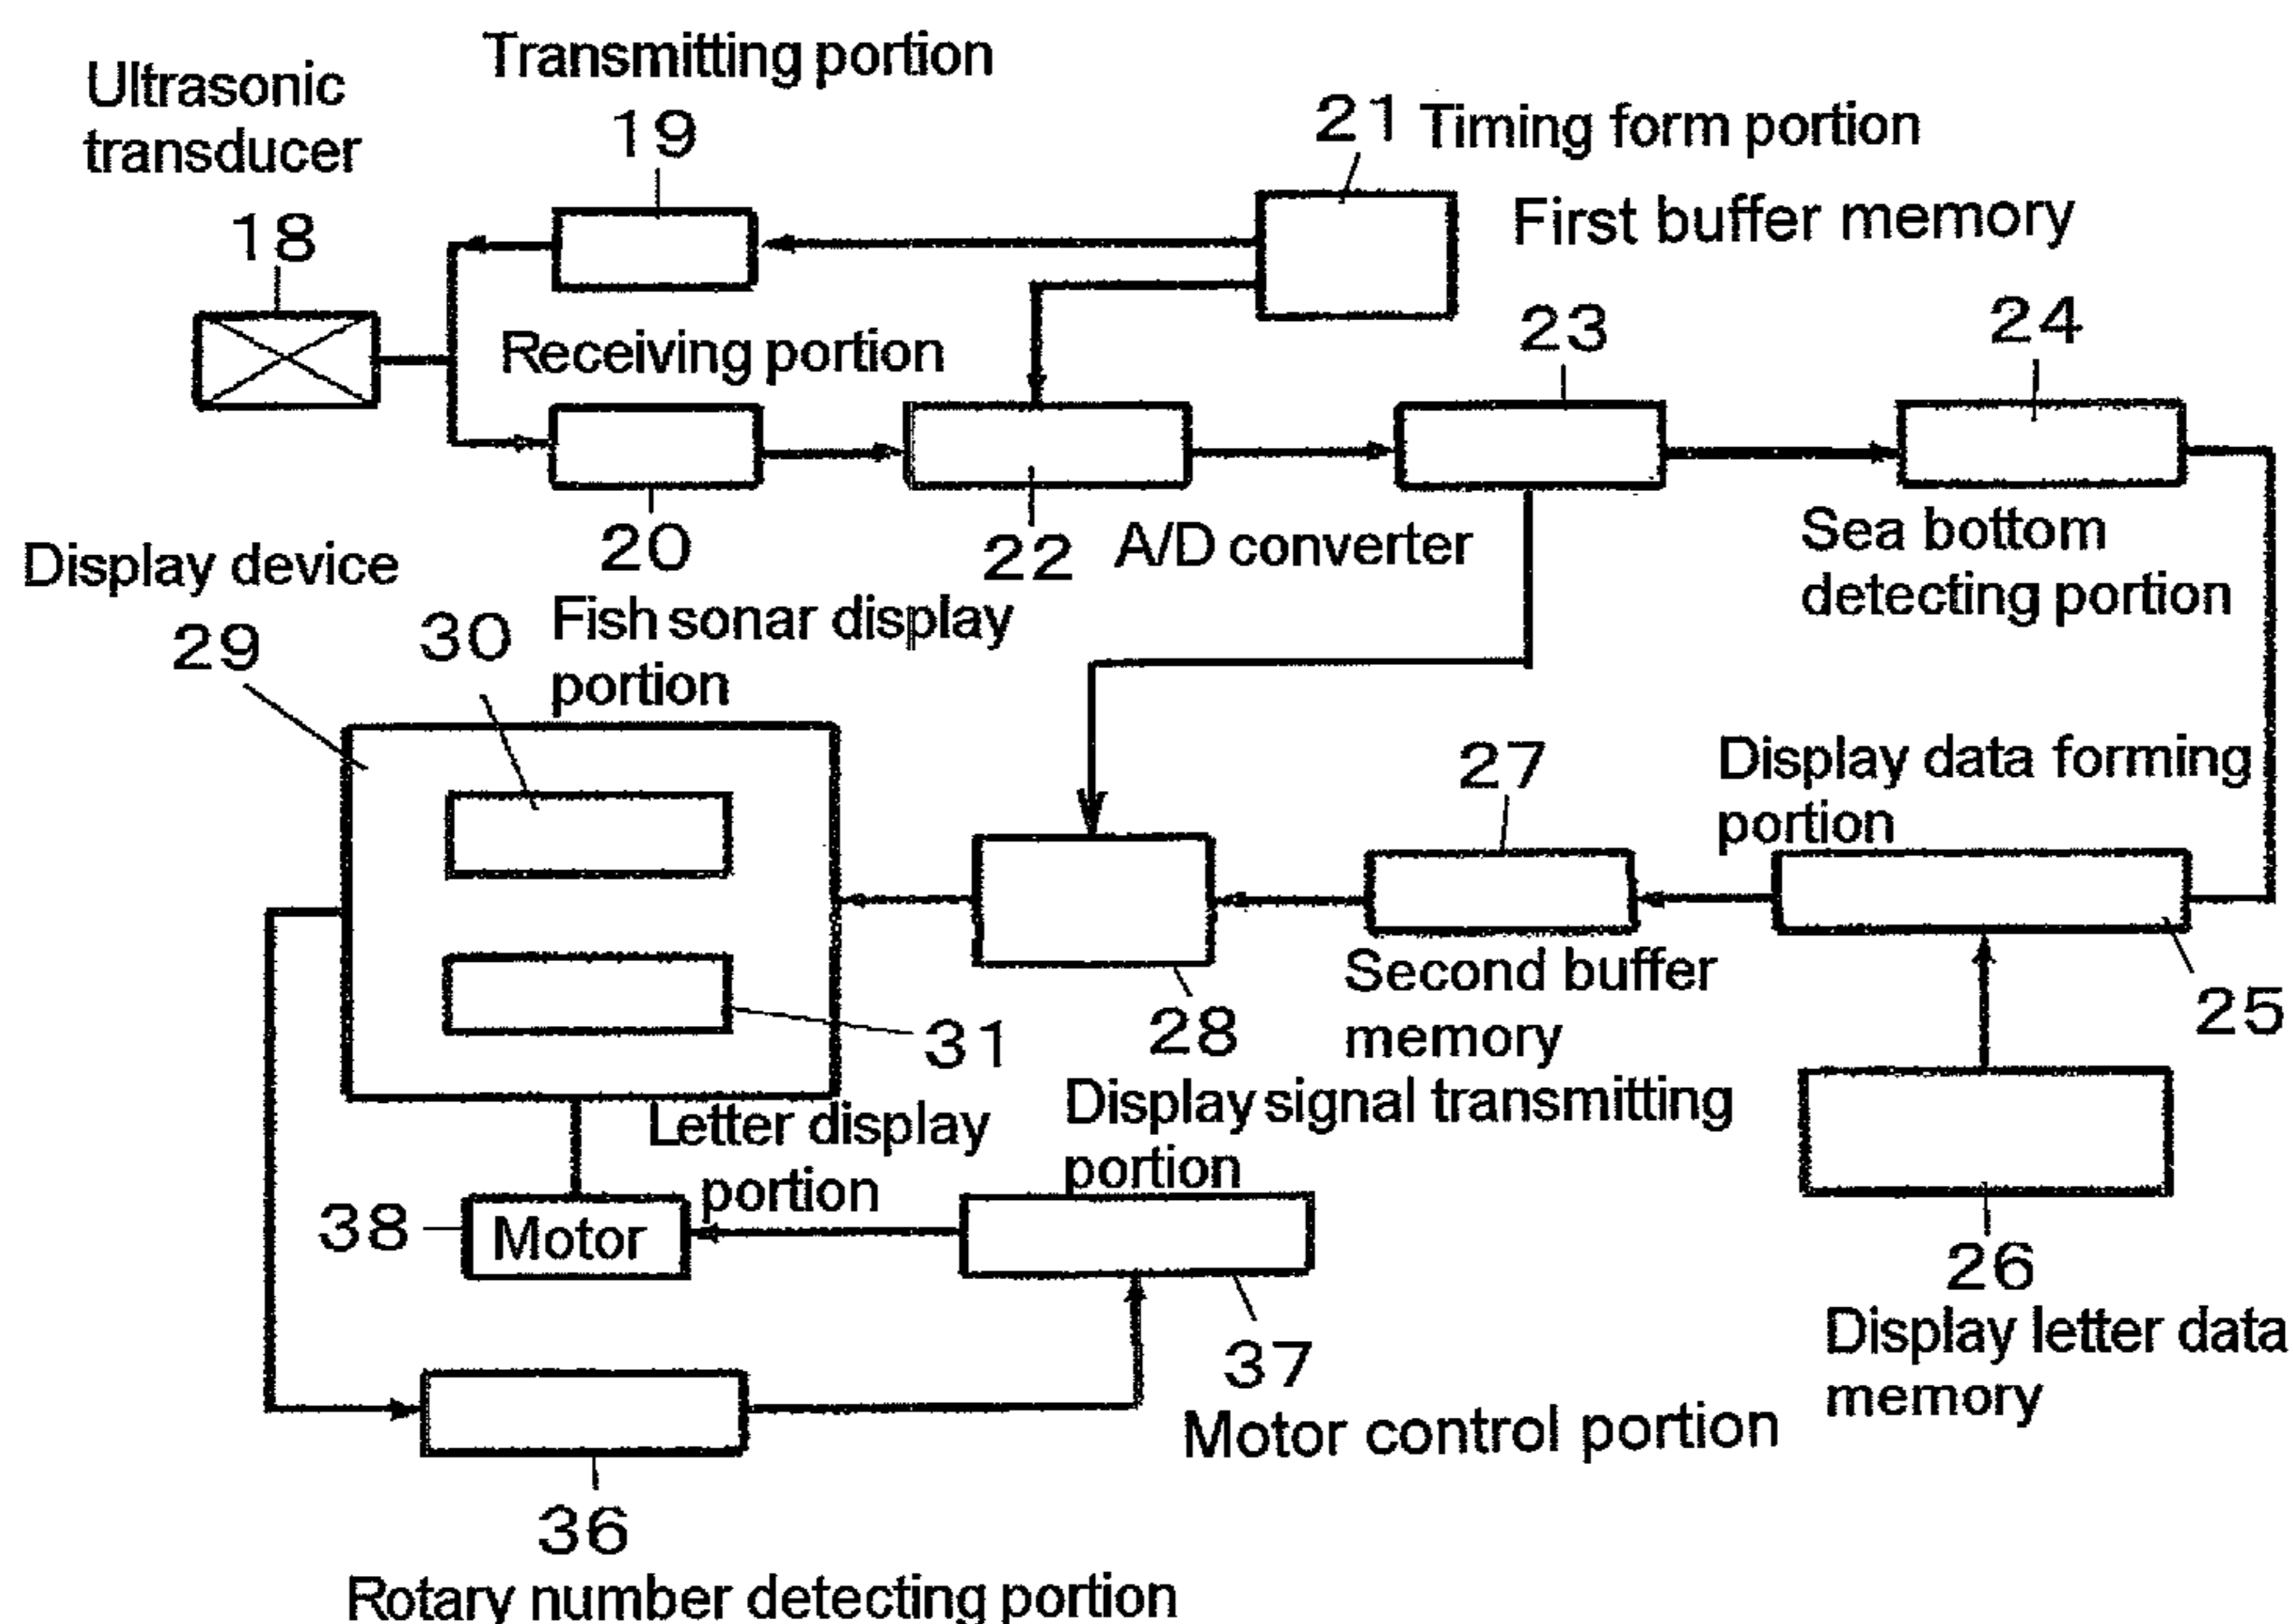 Transmitting portion
Ultrasonic
transducer
19
21 Timing form portion
First buffer memory
18
Receiving portion
23
24
20
22
A/D converter
Sea bottom
detecting portion
Display device
29
30
Fish sonar display
portion
27
Display data forming
portion
31
28
Second buffer
memory
25
Letter display
portion
Display signal transmitting
portion
38
Motor
26
Display letter data
memory
37
Motor control portion
36
Rotary number detecting portion